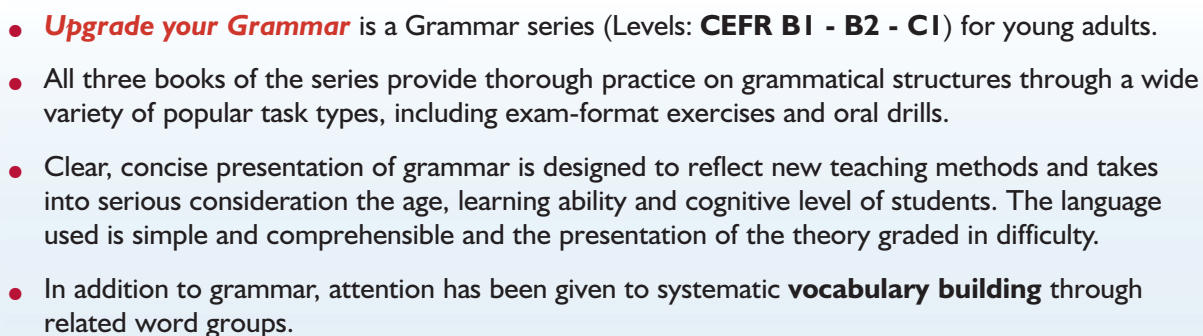 • Upgrade your Grammar is a Grammar series (Levels: CEFR B1 - B2 - C1) for young adults.
• All three books of the series provide thorough practice on grammatical structures through a wide
variety of popular task types, including exam-format exercises and oral drills.
• Clear, concise presentation of grammar is designed to reflect new teaching methods and takes
into serious consideration the age, learning ability and cognitive level of students. The language
used is simple and comprehensible and the presentation of the theory graded in difficulty.
• In addition to grammar, attention has been given to systematic vocabulary building through
related word groups.